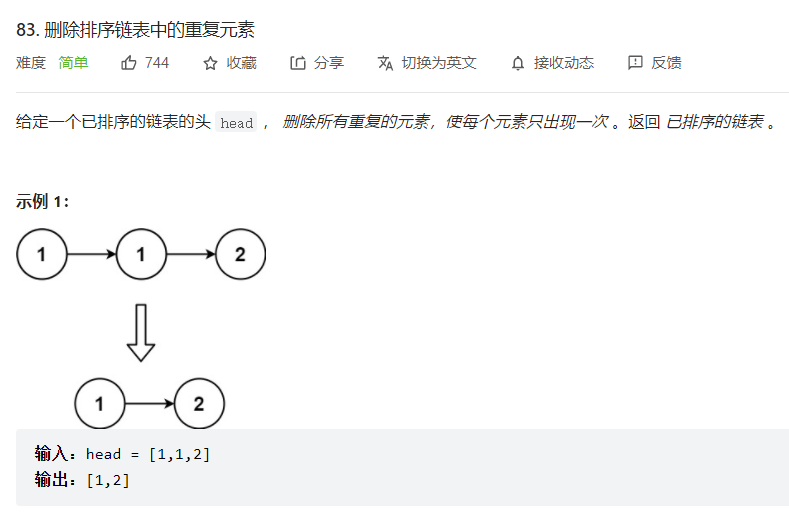 83. 删除排序链表中的重复元素
难度 简单 744 收藏 分享 切换为英文 接收动态 反馈
给定一个已排序的链表的头 head ， 删除所有重复的元素，使每个元素只出现一次 。返回 已排序的链表 。
示例 1：
1 1 2
1 2
输入：head = [1,1,2]
输出：[1,2]